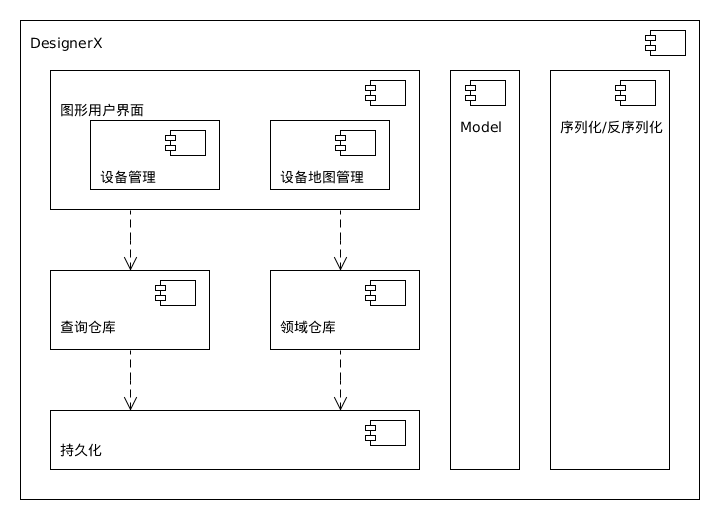 DesignerX
图形用户界面
设备管理
设备地图管理
Model
序列化/反序列化
查询仓库
领域仓库
持久化